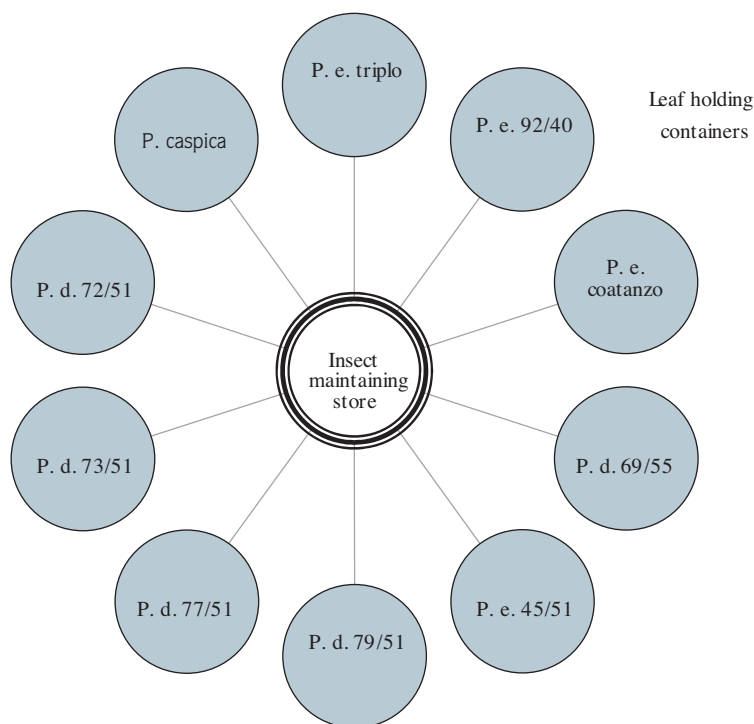 P. e. triplo
P. e. 92/40
Leaf holding
containers
P. caspica
P. e.
coatanzo
P. d. 72/51
Insect
maintaining
store
P. d. 73/51
P. d. 69/55
P. d. 77/51
P. e. 45/51
P. d. 79/51